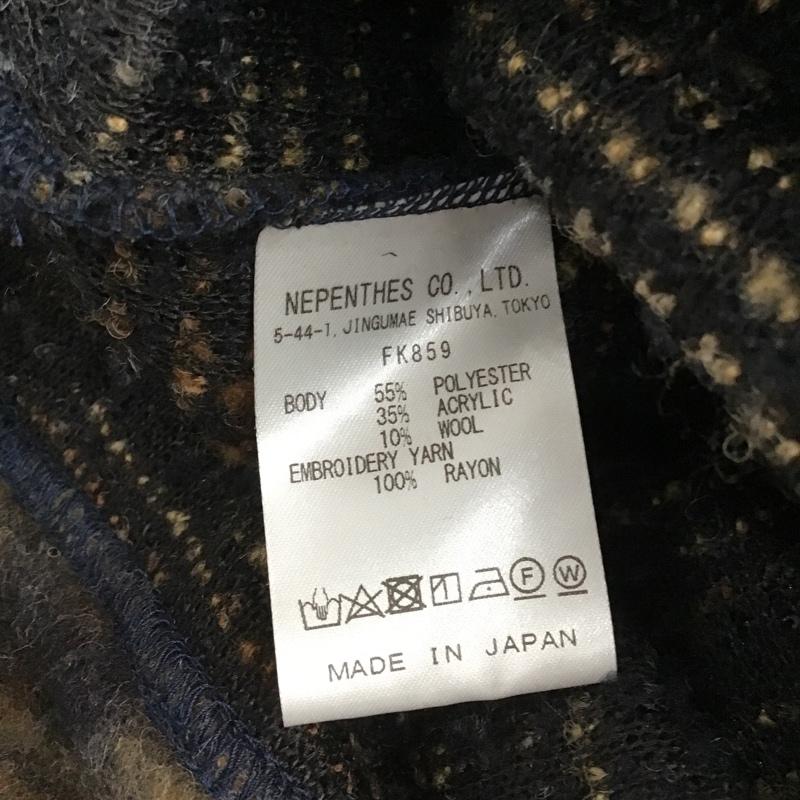 NEPENTHES CO.,LTD.
5-44-1, JINGUMAE SHIBUYA, TOKYO
FK859
BODY 55% POLYESTER
35% ACRYLIC
10% WOOL
EMBROIDERY YARN
100% RAYON
F W
MADE IN JAPAN